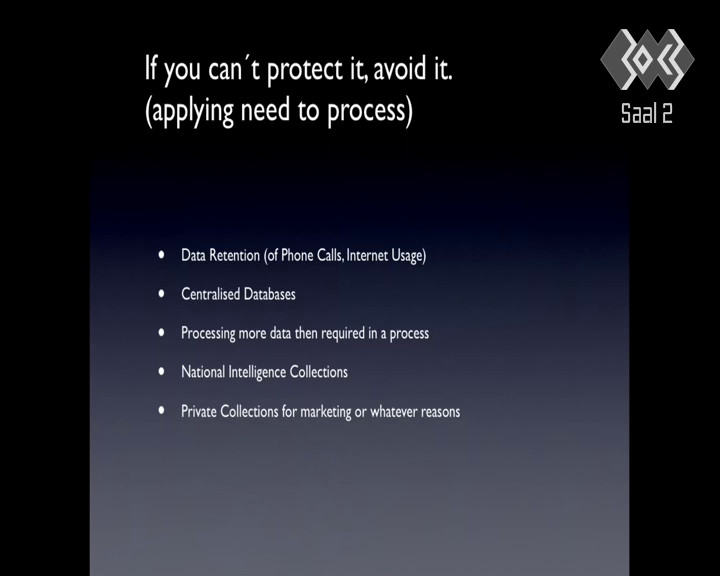 If you can´t protect it, avoid it.
(applying need to process)
Saal 2
• Data Retention (of Phone Calls, Internet Usage)
• Centralised Databases
• Processing more data then required in a process
• National Intelligence Collections
• Private Collections for marketing or whatever reasons